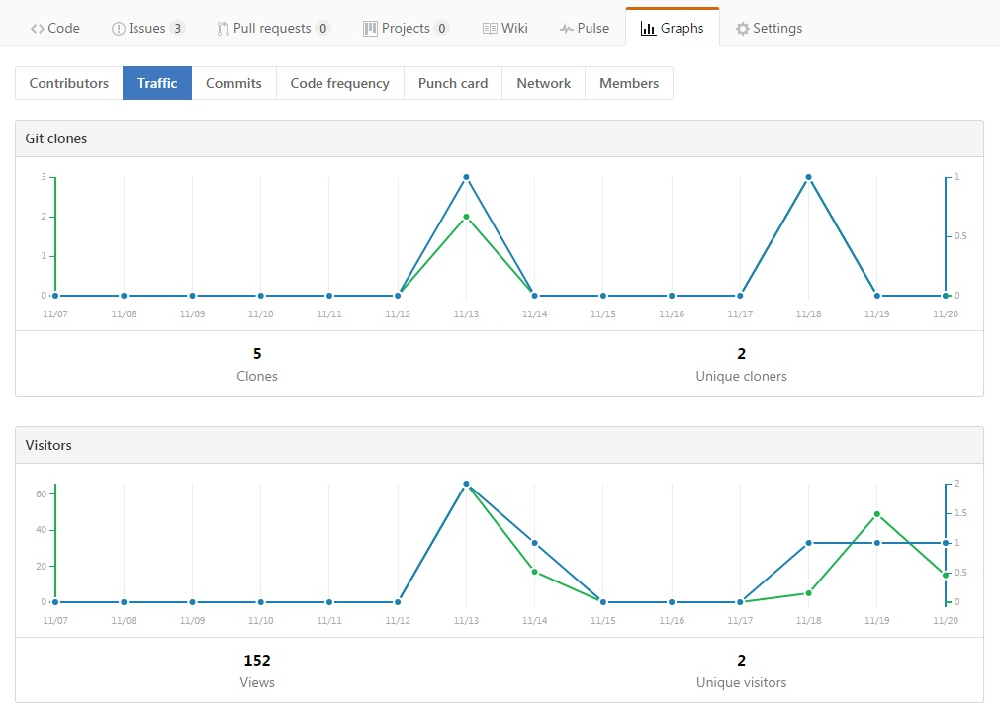 Code Issues 3 Pull requests 0 Projects 0 Wiki Pulse Graphs Settings
Contributors Traffic Commits Code frequency Punch card Network Members
Git clones
3 1
2
0.5
1
0 0
11/07 11/08 11/09 11/10 11/11 11/12 11/13 11/14 11/15 11/16 11/17 11/18 11/19 11/20
5 2
Clones Unique cloners
Visitors
2
60
1.5
40
1
20 0.5
0 0
11/07 11/08 11/09 11/10 11/11 11/12 11/13 11/14 11/15 11/16 11/17 11/18 11/19 11/20
152 2
Views Unique visitors